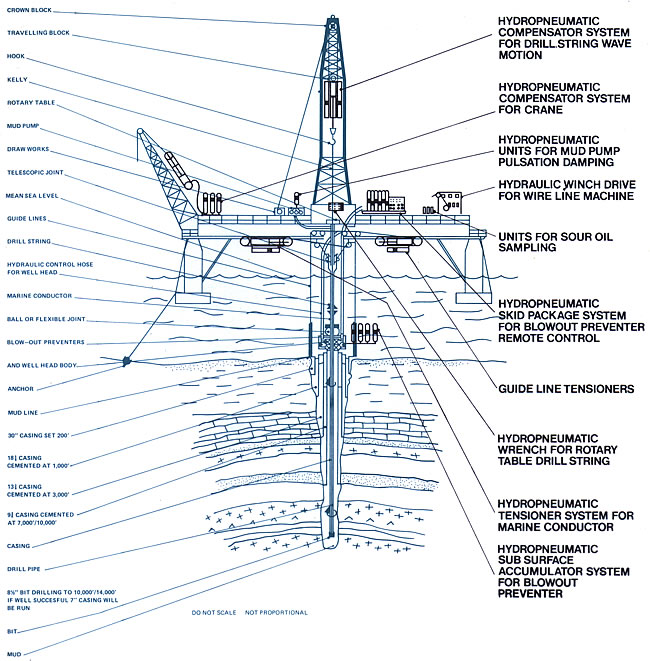 CROWN BLOCK
TRAVELLING BLOCK
HOOK
KELLY
ROTARY TABLE
MUD PUMP
DRAW WORKS
TELESCOPIC JOINT
MEAN SEA LEVEL
GUIDE LINES
DRILL STRING
HYDRAULIC CONTROL HOSE
FOR WELL HEAD
MARINE CONDUCTOR
BALL OR FLEXIBLE JOINT
BLOW-OUT PREVENTERS
AND WELL HEAD BODY
ANCHOR
MUD LINE
30" CASING SET 200'
18¾ CASING
CEMENTED AT 1,000'
13⅜ CASING
CEMENTED AT 3,000'
9⅝ CASING CEMENTED
AT 7,000'/10,000'
CASING
DRILL PIPE
8½" BIT DRILLING TO 10,000'/14,000'
IF WELL SUCCESFUL 7" CASING WILL
BE RUN
BIT
MUD
HYDROPNEUMATIC
COMPENSATOR SYSTEM
FOR DRILL.STRING WAVE
MOTION
HYDROPNEUMATIC
COMPENSATOR SYSTEM
FOR CRANE
HYDROPNEUMATIC
UNITS FOR MUD PUMP
PULSATION DAMPING
HYDRAULIC WINCH DRIVE
FOR WIRE LINE MACHINE
UNITS FOR SOUR OIL
SAMPLING
HYDROPNEUMATIC
SKID PACKAGE SYSTEM
FOR BLOWOUT PREVENTER
REMOTE CONTROL
GUIDE LINE TENSIONERS
HYDROPNEUMATIC
WRENCH FOR ROTARY
TABLE DRILL STRING
HYDROPNEUMATIC
TENSIONER SYSTEM FOR
MARINE CONDUCTOR
HYDROPNEUMATIC
SUB SURFACE
ACCUMULATOR SYSTEM
FOR BLOWOUT
PREVENTER
DO NOT SCALE NOT PROPORTIONAL